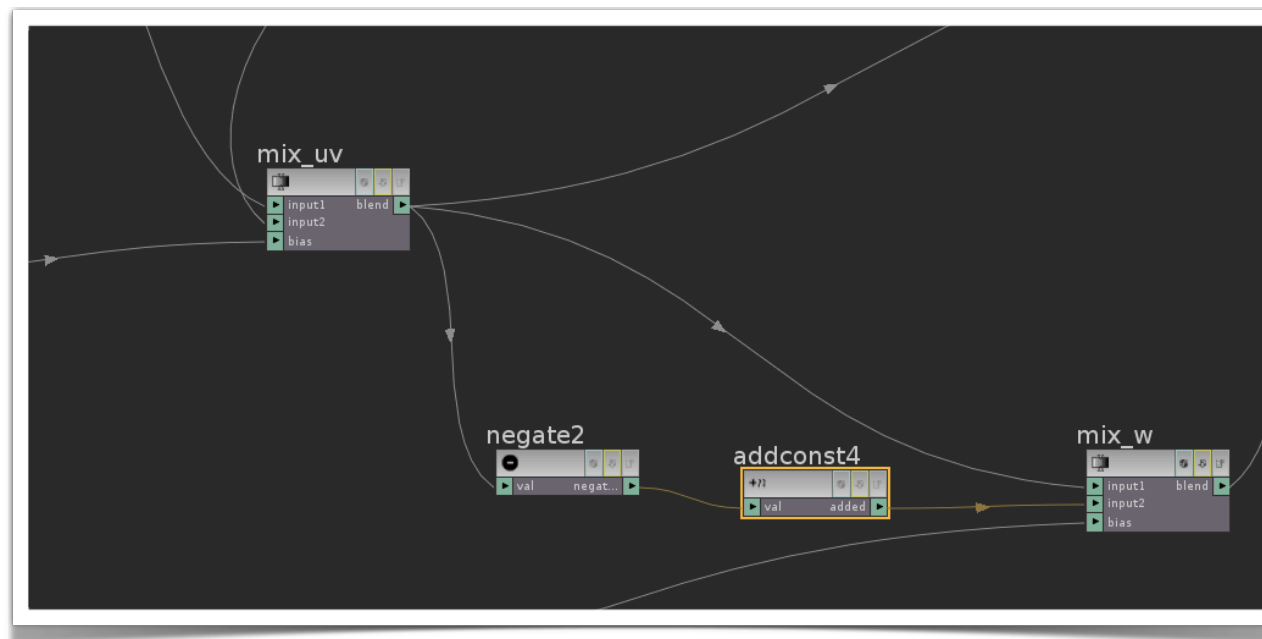 mix_uv
input1 blend
input2
bias
negate2
val negat...
addconst4
+n
val added
mix_w
input1 blend
input2
bias